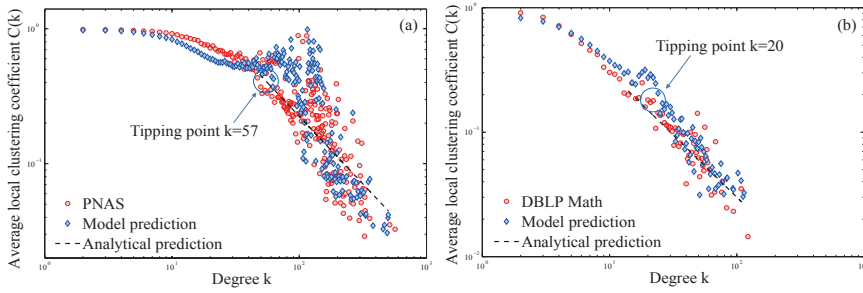 Average local clustering coefficient C(k)
(a)
10⁰
10⁻¹
Tipping point k=57
PNAS
Model prediction
Analytical prediction
10⁰
10¹
10²
10³
Degree k
Average local clustering coefficient C(k)
(b)
10⁰
10⁻¹
10⁻²
Tipping point k=20
DBLP Math
Model prediction
Analytical prediction
10⁰
10¹
10²
10³
Degree k